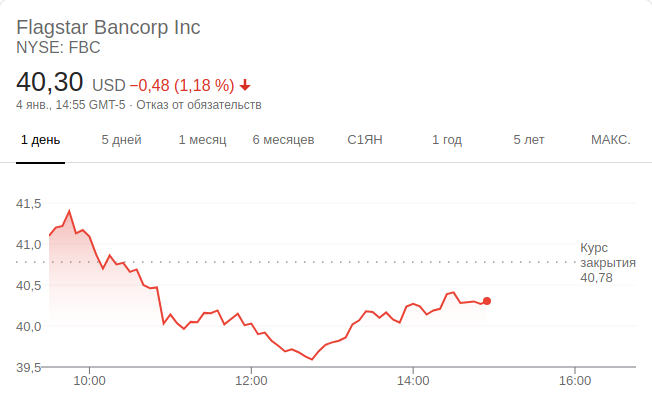 Flagstar Bancorp Inc
NYSE: FBC
40,30 USD −0,48 (1,18 %)
4 янв., 14:55 GMT-5 · Отказ от обязательств
1 день 5 дней 1 месяц 6 месяцев С1ЯН 1 год 5 лет МАКС.
41,5
41,0
40,5
40,0
39,5
Курс
закрытия
40,78
10:00 12:00 14:00 16:00